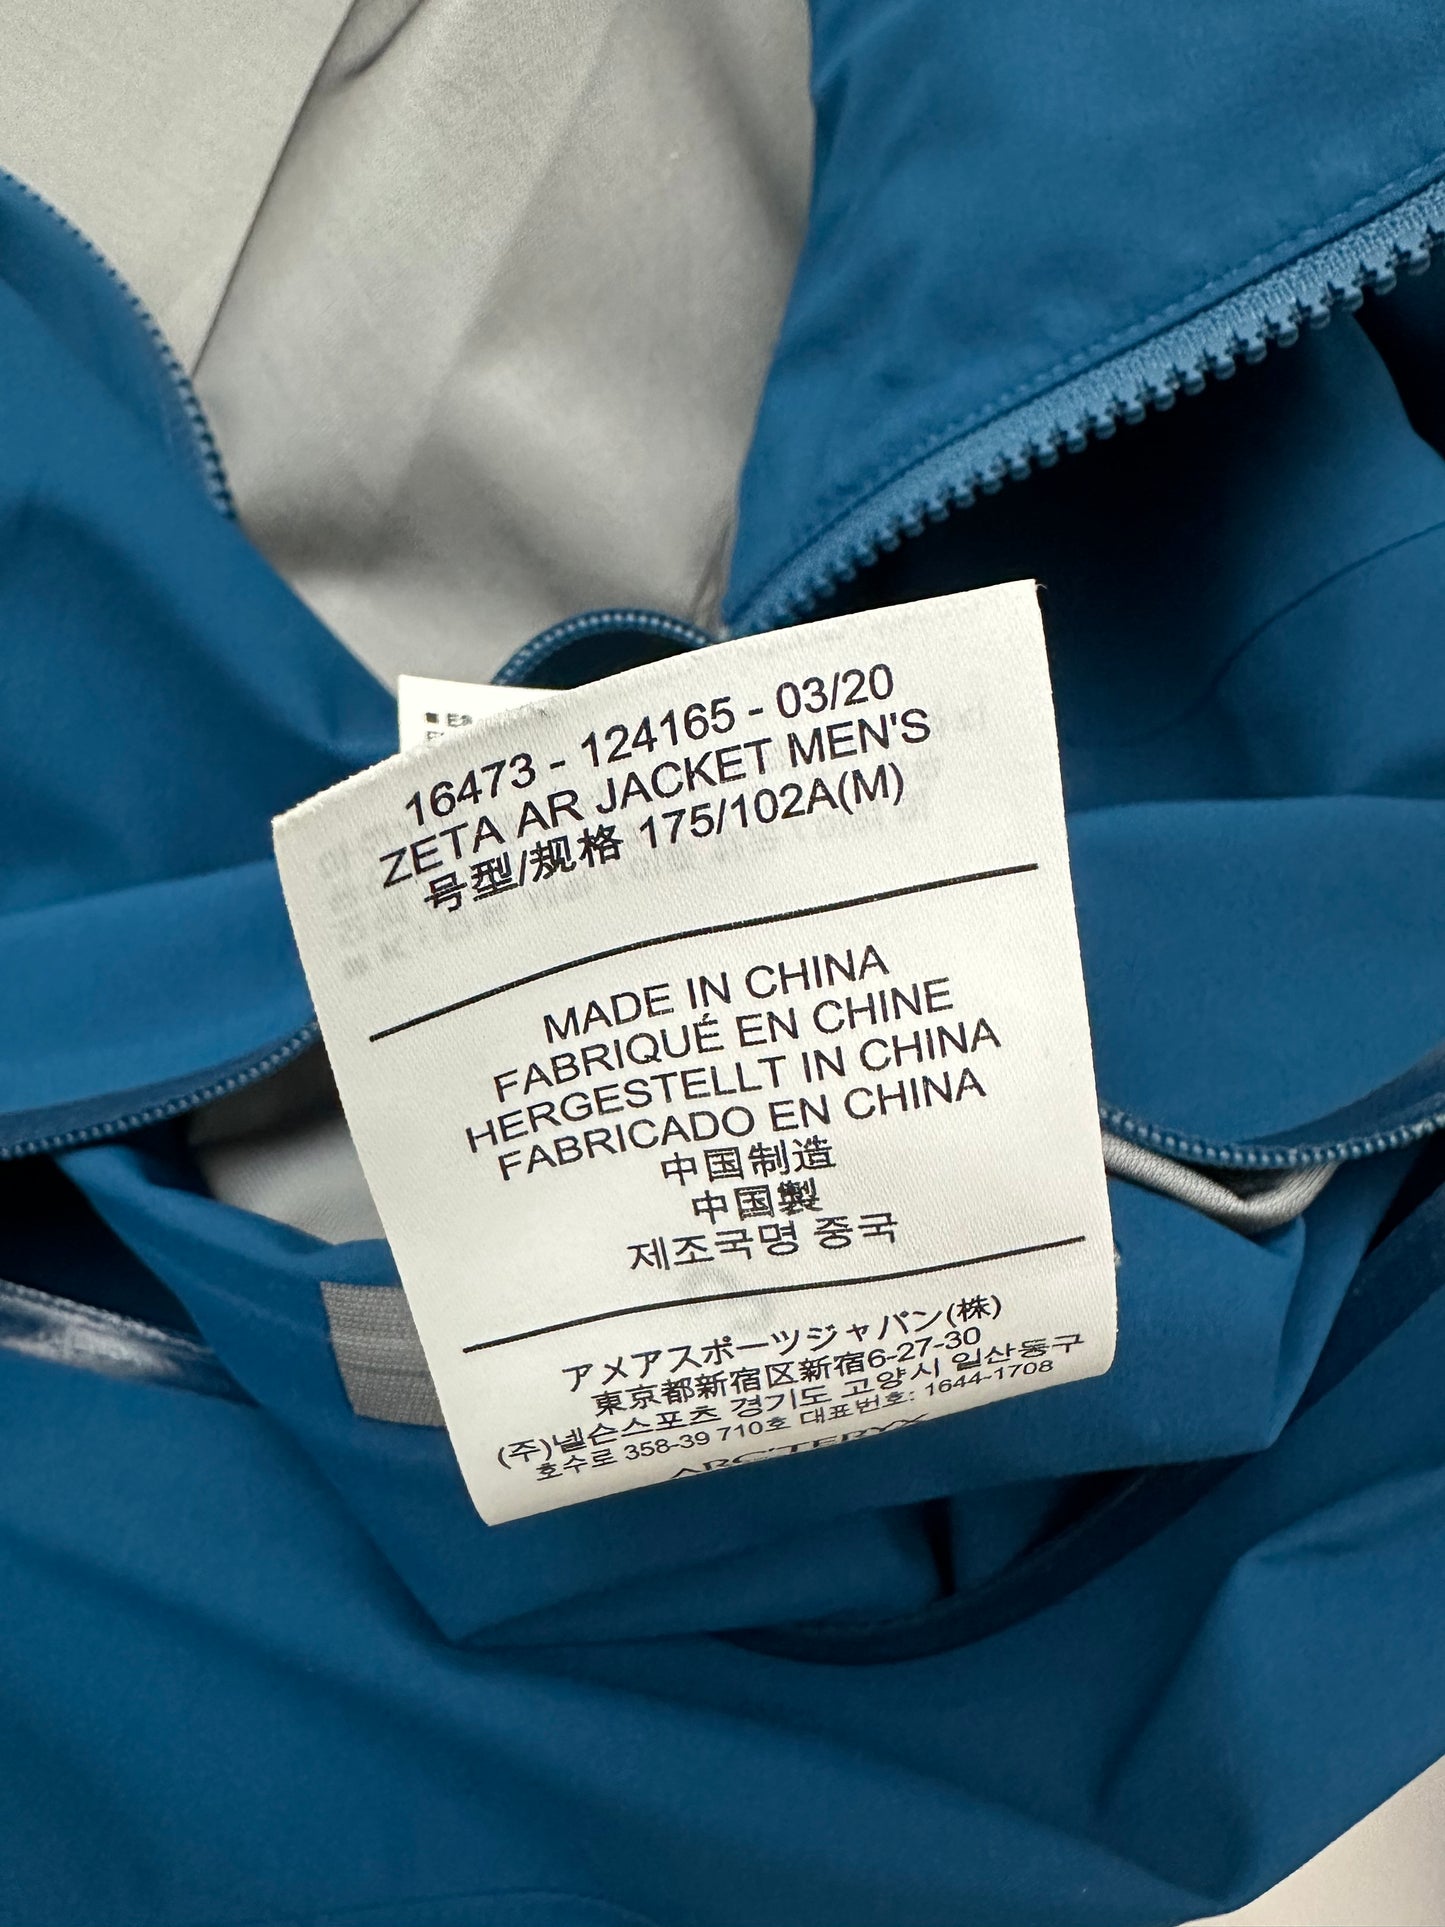 16473 - 124165 - 03/20
ZETA AR JACKET MEN'S
号型/规格 175/102A(M)
MADE IN CHINA
FABRIQUÉ EN CHINE
HERGESTELLT IN CHINA
FABRICADO EN CHINA
中国制造
中国製
제조국명 중국
アメアスポーツジャパン(株)
東京都新宿区新宿6-27-30
(주)넬슨스포츠 경기도 고양시 일산동구
호수로 358-39 710호 대표번호: 1644-1708
ARC'TERYX